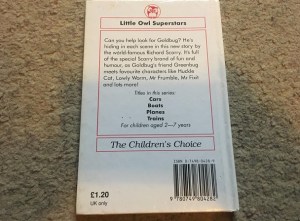 Little Owl Superstars
Can you help look for Goldbug? He's
hiding in each scene in this new story by
the world-famous Richard Scarry. It's full
of the special Scarry brand of fun and
humour, as Goldbug's friend Greenbug
meets favourite characters like Huckle
Cat, Lowly Worm, Mr Frumble, Mr Fixit
and lots more!
Titles in this series:
Cars
Boats
Planes
Trains
For children aged 2–7 years
The Children's Choice
£1.20
UK only
9 780749 804282